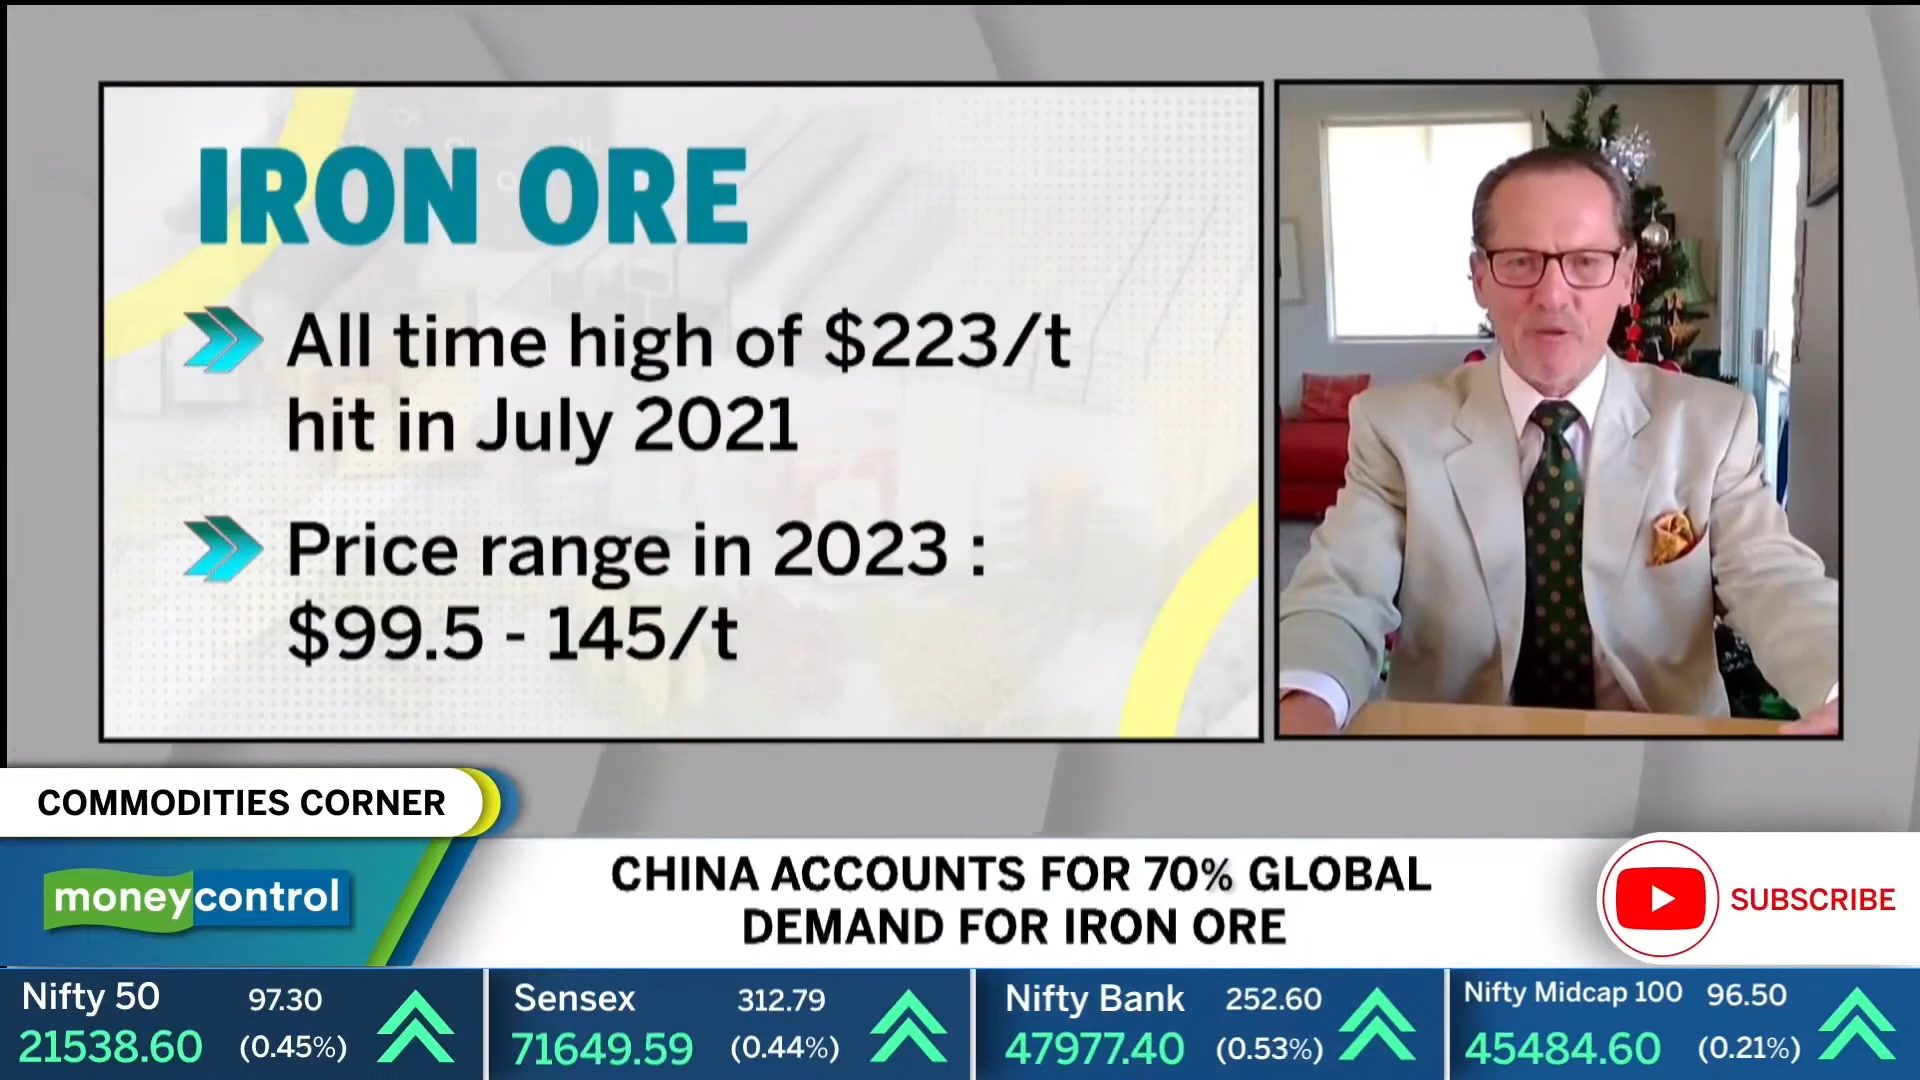 IRON ORE
All time high of $223/t
hit in July 2021
Price range in 2023 :
$99.5 - 145/t
COMMODITIES CORNER
moneycontrol
CHINA ACCOUNTS FOR 70% GLOBAL
DEMAND FOR IRON ORE
SUBSCRIBE
Nifty 50 97.30
21538.60 (0.45%)
Sensex 312.79
71649.59 (0.44%)
Nifty Bank 252.60
47977.40 (0.53%)
Nifty Midcap 100 96.50
45484.60 (0.21%)